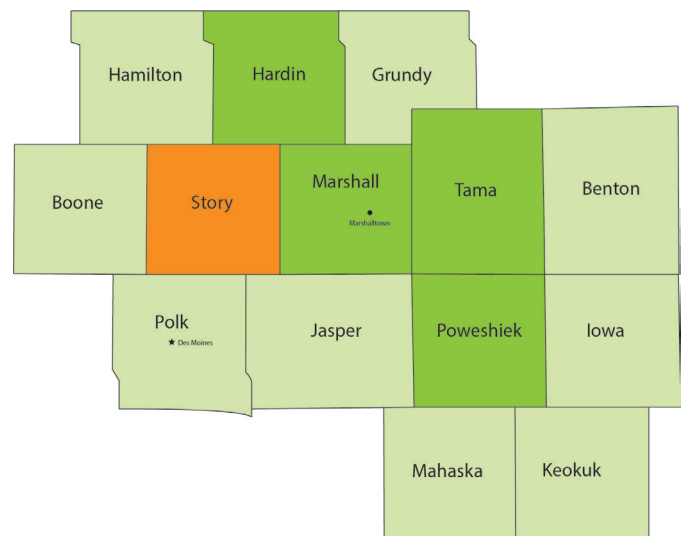 Hamilton
Hardin
Grundy
Boone
Story
Marshall
Marshalltown
Tama
Benton
Polk
Des Moines
Jasper
Poweshiek
Iowa
Mahaska
Keokuk